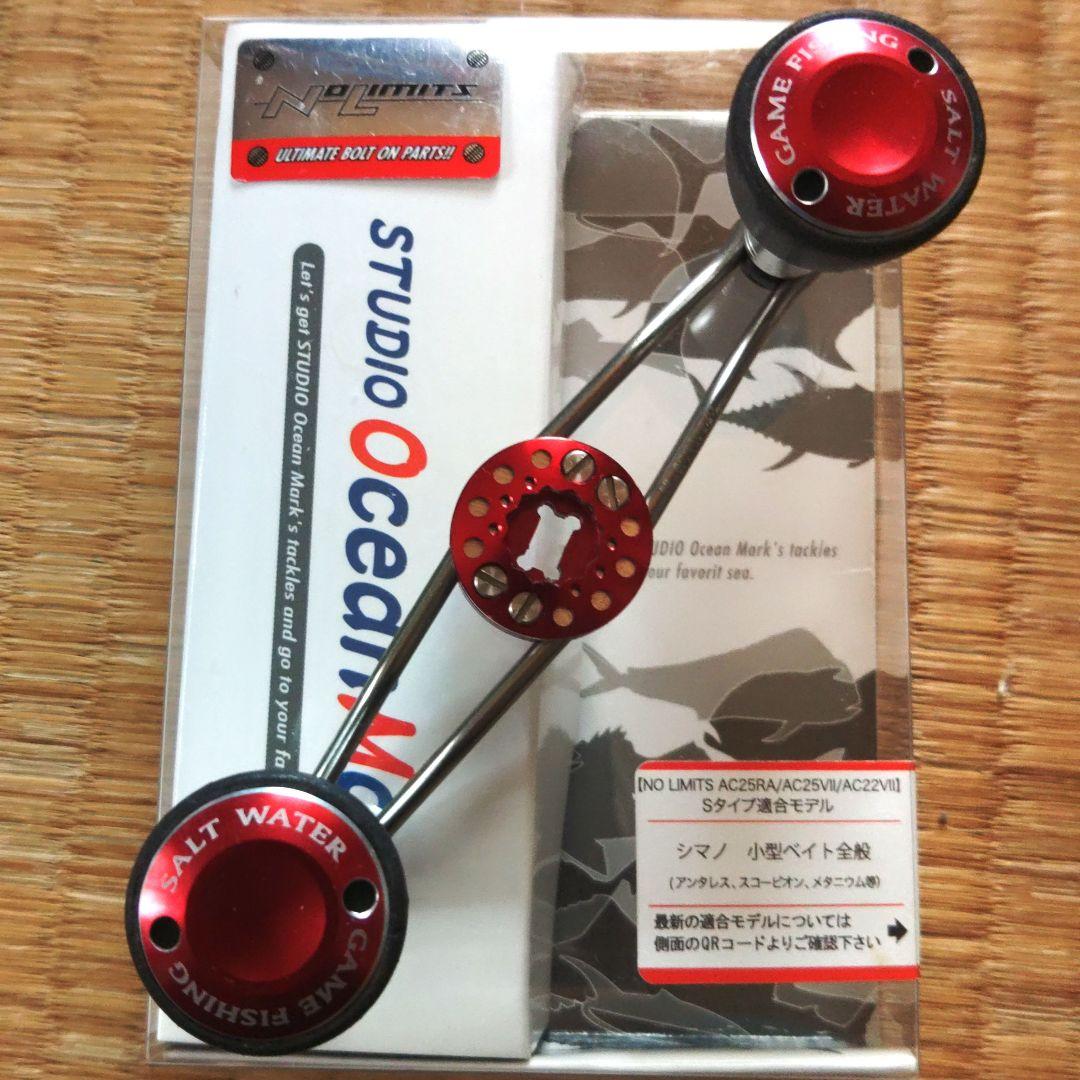 NO LIMITS
ULTIMATE BOLT ON PARTS!!
STUDIO Ocean Ma
Let's get STUDIO Ocean Mark's tackles and go to your fa
GAME FISHING
SALT WATER
UDIO Ocean Mark's tackles
our favorit sea.
【NO LIMITS AC25RA/AC25VII/AC22VII】
Sタイプ適合モデル
シマノ 小型ベイト全般
(アンタレス、スコーピオン、メタニウム等)
最新の適合モデルについては
側面のQRコードよりご確認下さい
SALT WATER
GAME FISHING